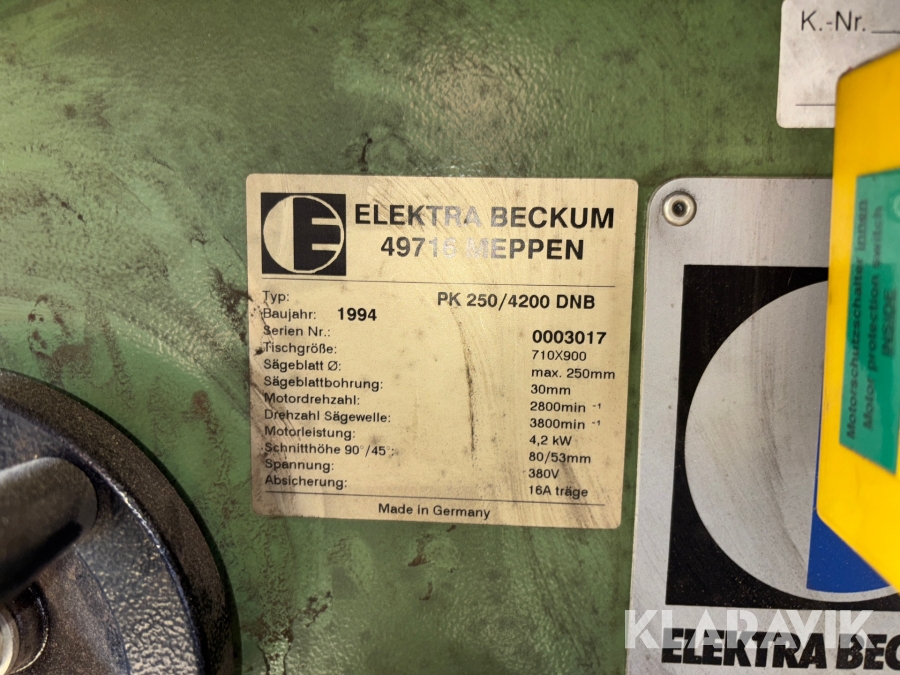 K.-Nr.
E
ELEKTRA BECKUM
49716 MEPPEN
Typ: PK 250/4200 DNB
Baujahr: 1994
Serien Nr.: 0003017
Tischgröße: 710X900
Sägeblatt Ø: max. 250mm
Sägeblattbohrung: 30mm
Motordrehzahl: 2800min -1
Drehzahl Sägewelle: 3800min -1
Motorleistung: 4,2 kW
Schnitthöhe 90°/45°: 80/53mm
Spannung: 380V
Absicherung: 16A träge
Made in Germany
Motorschutzschalter innen
Motor protection switch
INSIDE
KLARAVIK
ELEKTRA BEC